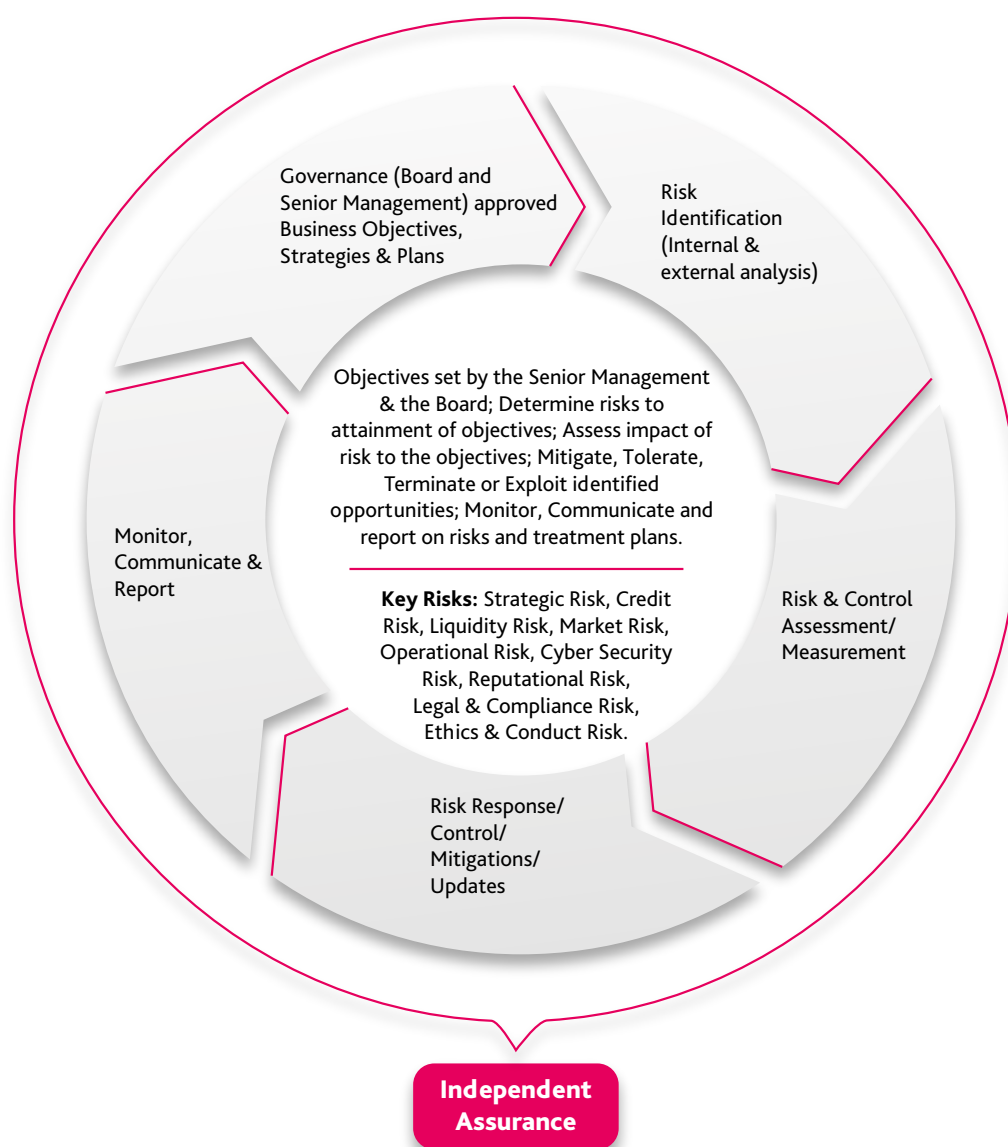 Governance (Board and
Senior Management) approved
Business Objectives,
Strategies & Plans
Risk
Identification
(Internal &
external analysis)
Objectives set by the Senior Management
& the Board; Determine risks to
attainment of objectives; Assess impact of
risk to the objectives; Mitigate, Tolerate,
Terminate or Exploit identified
opportunities; Monitor, Communicate and
report on risks and treatment plans.
Key Risks: Strategic Risk, Credit
Risk, Liquidity Risk, Market Risk,
Operational Risk, Cyber Security
Risk, Reputational Risk,
Legal & Compliance Risk,
Ethics & Conduct Risk.
Monitor,
Communicate &
Report
Risk & Control
Assessment/
Measurement
Risk Response/
Control/
Mitigations/
Updates
Independent
Assurance